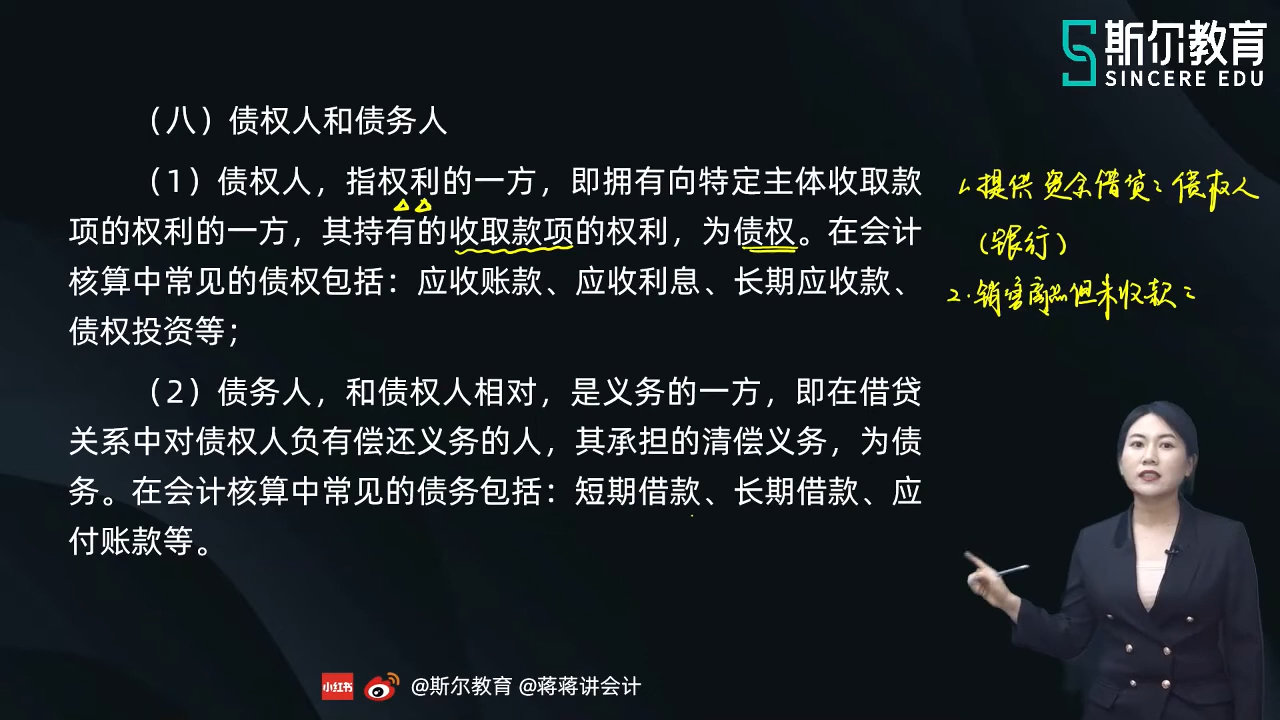 斯尔教育
SINCERE EDU
（八）债权人和债务人
（1）债权人，指权利的一方，即拥有向特定主体收取款
项的权利的一方，其持有的收取款项的权利，为债权。在会计
核算中常见的债权包括：应收账款、应收利息、长期应收款、
债权投资等；
（2）债务人，和债权人相对，是义务的一方，即在借贷
关系中对债权人负有偿还义务的人，其承担的清偿义务，为债
务。在会计核算中常见的债务包括：短期借款、长期借款、应
付账款等。
1.提供资金借贷：债权人
（银行）
2.销售商品但未收款：
小红书
@斯尔教育 @蒋蒋讲会计